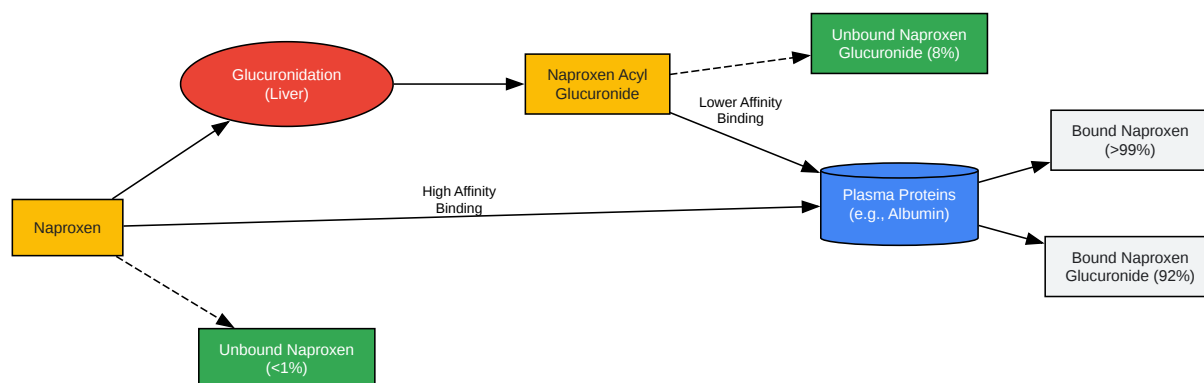 Unbound Naproxen
Glucuronide (8%)
Glucuronidation
(Liver)
Naproxen Acyl
Glucuronide
Lower Affinity
Binding
Bound Naproxen
(>99%)
High Affinity
Binding
Plasma Proteins
(e.g., Albumin)
Naproxen
Bound Naproxen
Glucuronide (92%)
Unbound Naproxen
(<1%)